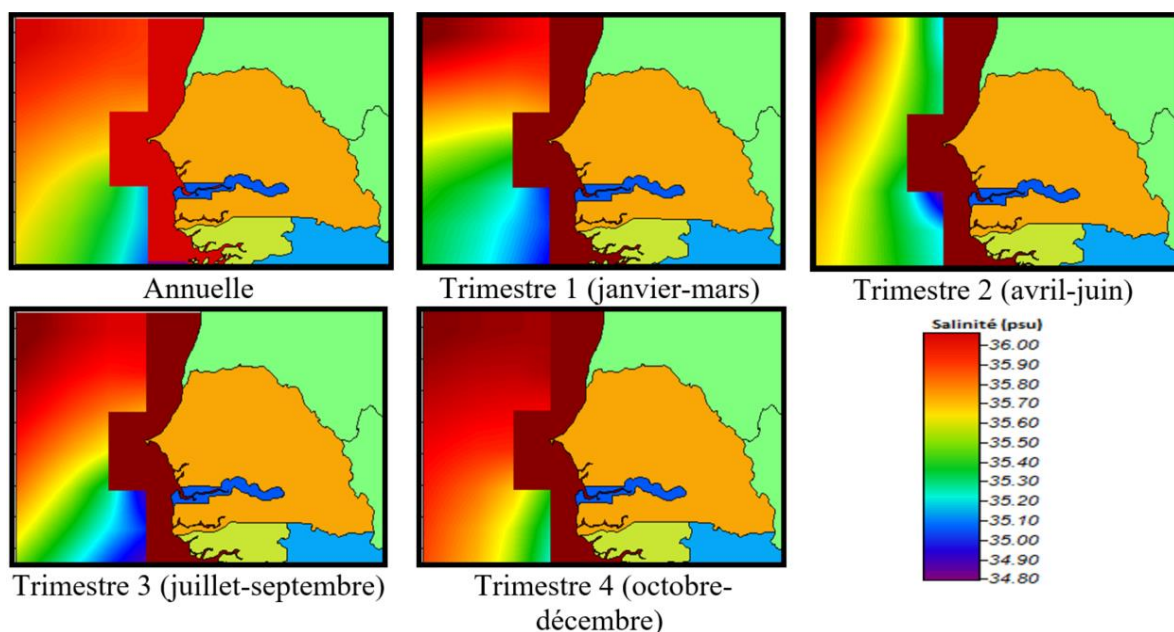 Annuelle
Trimestre 1 (janvier-mars)
Trimestre 2 (avril-juin)
Trimestre 3 (juillet-septembre)
Trimestre 4 (octobre-
décembre)
Salinité (psu)
36.00
35.90
35.80
35.70
35.50
35.40
35.30
35.20
35.10
35.00
34.90
34.80